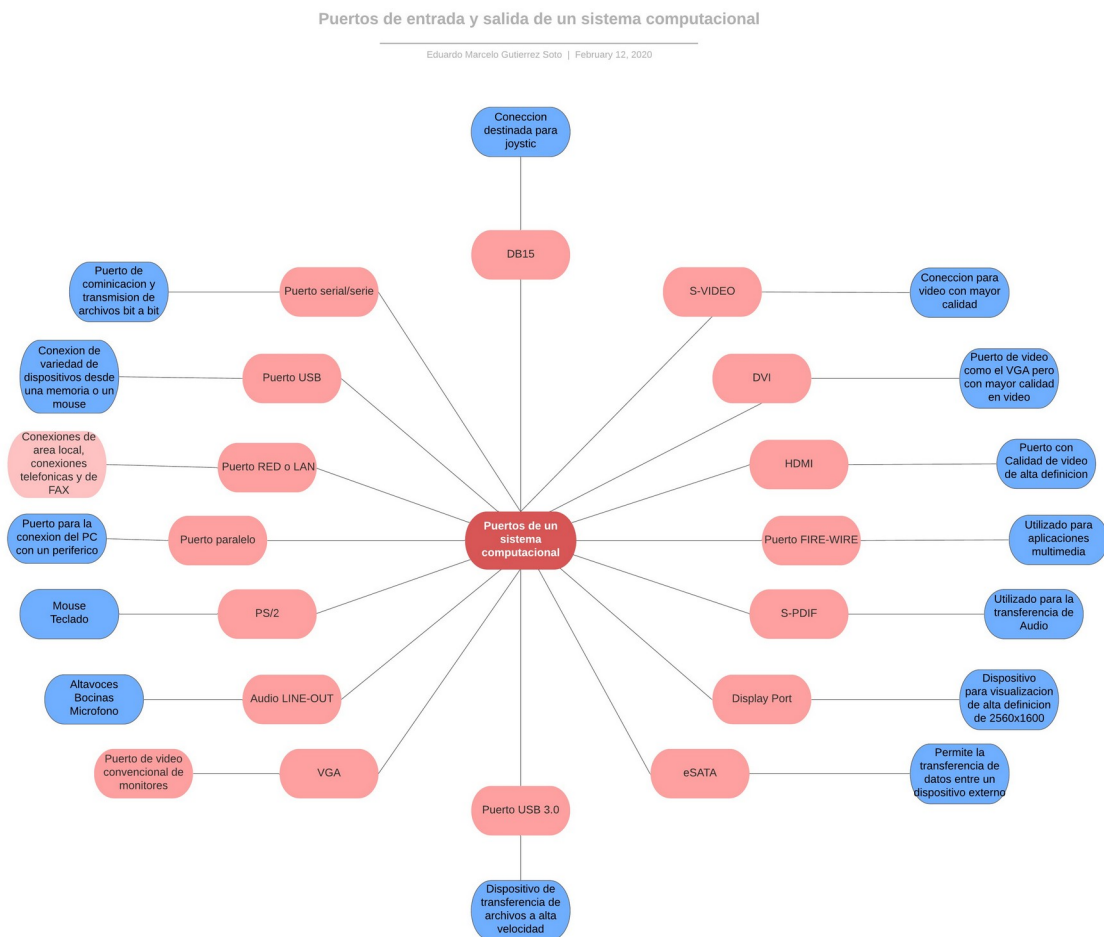 Puertos de entrada y salida de un sistema computacional
Eduardo Marcelo Gutierrez Soto | February 12, 2020
Coneccion
destinada para
joystic
DB15
Puerto de
cominicacion y
transmision de
archivos bit a bit
Puerto serial/serie
S-VIDEO
Coneccion para
video con mayor
calidad
Conexion de
variedad de
dispositivos desde
una memoria o un
mouse
Puerto USB
DVI
Puerto de video
como el VGA pero
con mayor calidad
en video
Conexiones de
area local,
conexiones
telefonicas y de
FAX
Puerto RED o LAN
HDMI
Puerto con
Calidad de video
de alta definicion
Puerto para la
conexion del PC
con un periferico
Puerto paralelo
Puertos de un
sistema
computacional
Puerto FIRE-WIRE
Utilizado para
aplicaciones
multimedia
Mouse
Teclado
PS/2
S-PDIF
Utilizado para la
transferencia de
Audio
Altavoces
Bocinas
Microfono
Audio LINE-OUT
Display Port
Dispositivo
para visualizacion
de alta definicion
de 2560x1600
Puerto de video
convencional de
monitores
VGA
eSATA
Permite la
transferencia de
datos entre un
dispositivo externo
Puerto USB 3.0
Dispositivo de
transferencia de
archivos a alta
velocidad